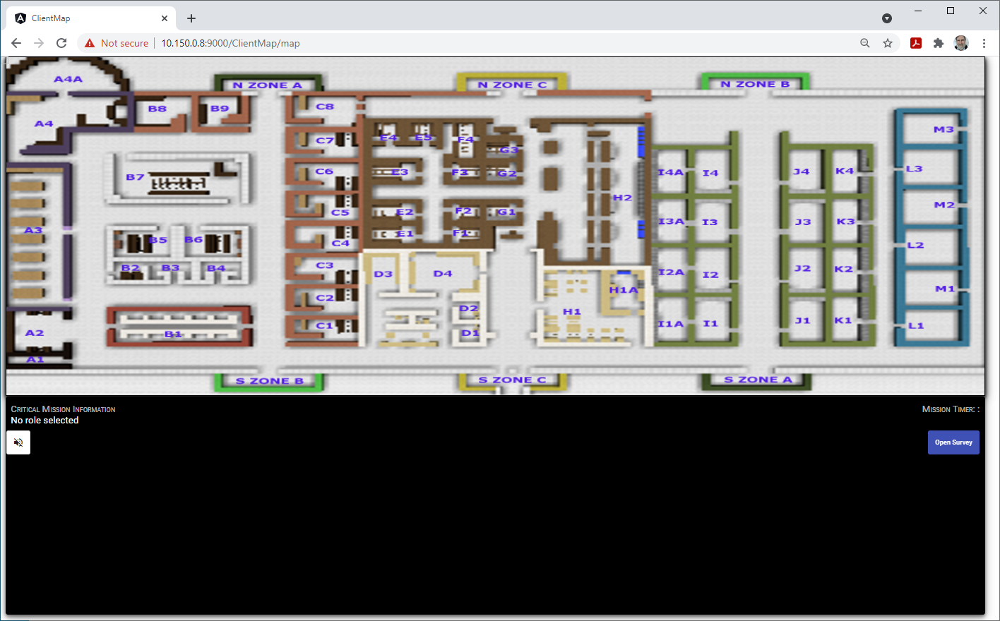 ClientMap
Not secure
10.150.0.8:9000/ClientMap/map
A4A
N ZONE A
N ZONE C
N ZONE B
B8
B9
C8
A4
M3
C7
E4
E5
F4
G3
B7
C6
E3
F3
G2
I4A
I4
J4
K4
L3
H2
M2
C5
E2
F2
G1
A3
I3A
I3
J3
K3
B5
B6
C4
E1
F1
L2
B2
B3
B4
C3
D3
D4
I2A
I2
J2
K2
H1A
M1
C2
D2
H1
A2
B1
C1
D1
I1A
I1
J1
K1
L1
A1
S ZONE B
S ZONE C
S ZONE A
Critical Mission Information
Mission Timer: :
No role selected
Open Survey